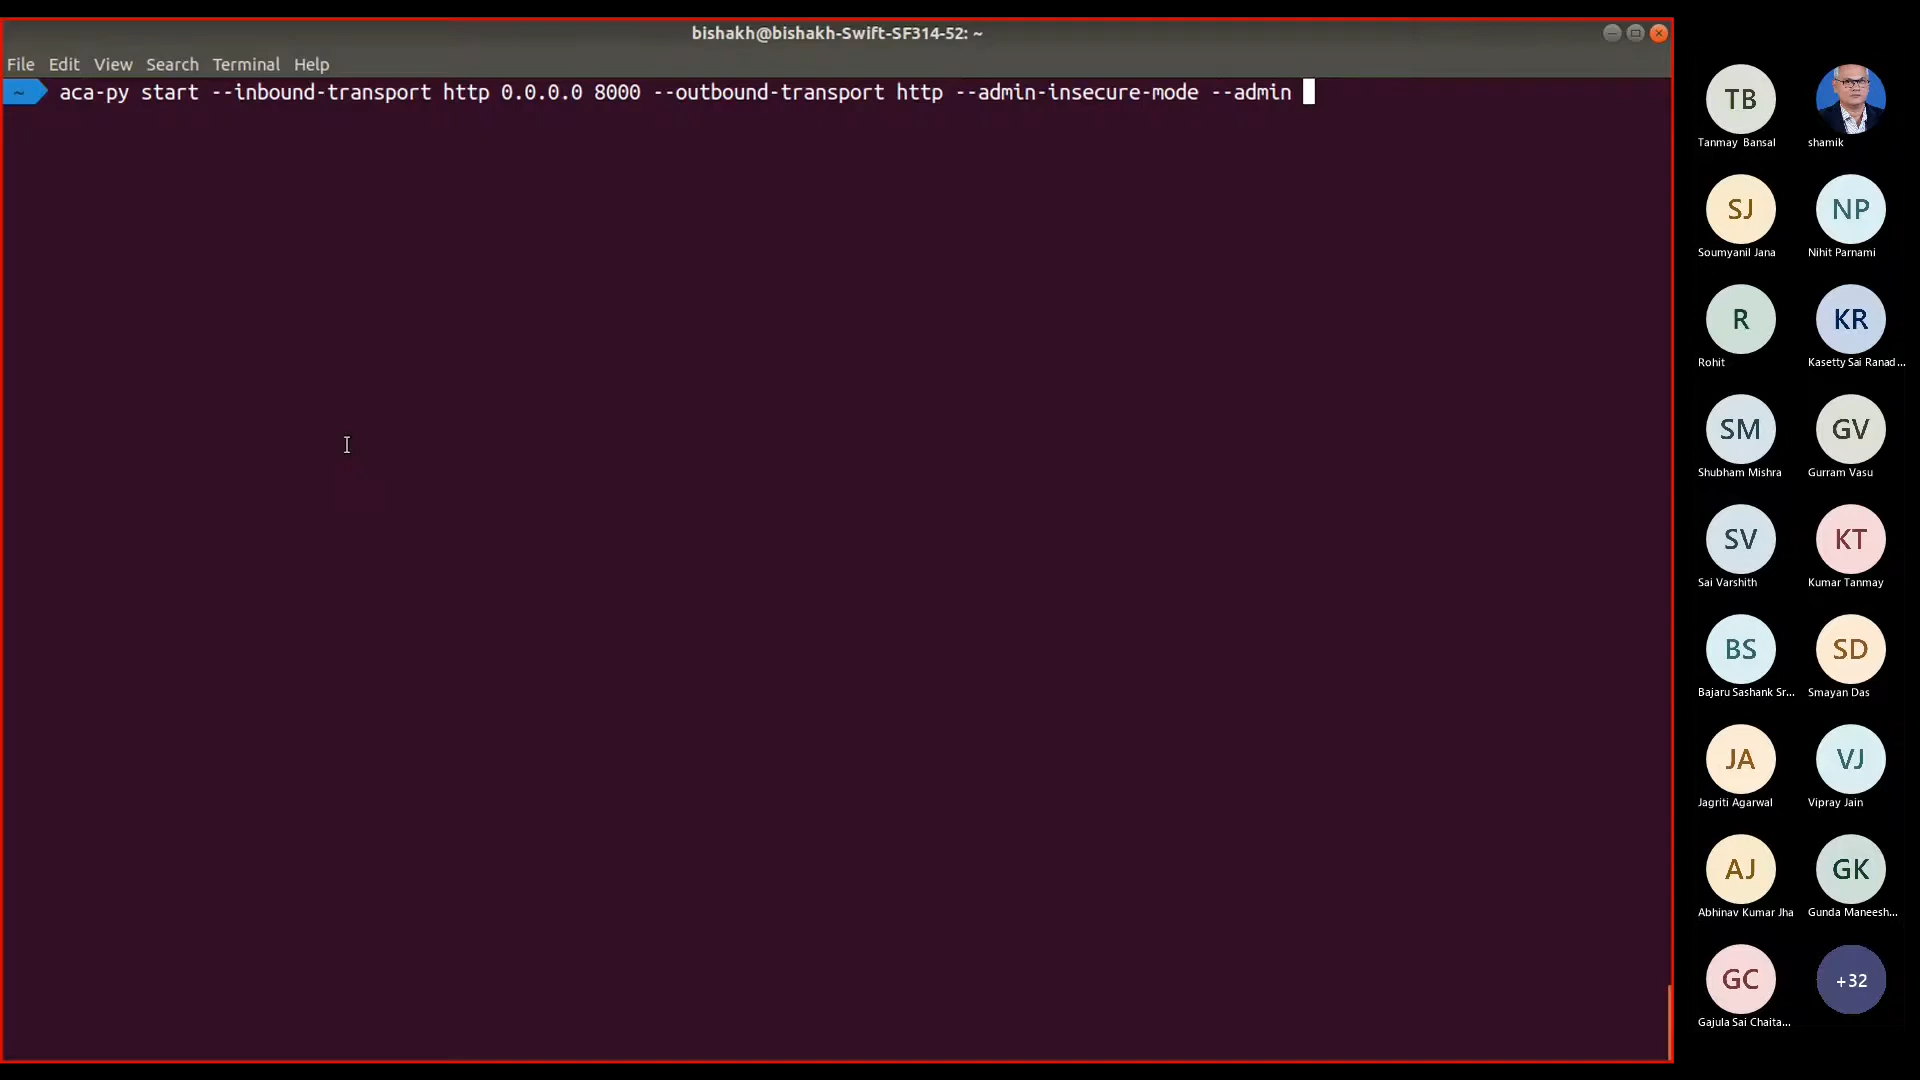 bishakh@bishakh-Swift-SF314-52: ~
File Edit View Search Terminal Help
~ aca-py start --inbound-transport http 0.0.0.0 8000 --outbound-transport http --admin-insecure-mode --admin
TB
Tanmay Bansal
shamik
SJ
Soumyanil Jana
NP
Nihit Parnami
R
Rohit
KR
Kasetty Sai Ranad...
SM
Shubham Mishra
GV
Gurram Vasu
SV
Sai Varshith
KT
Kumar Tanmay
BS
Bajaru Sashank Sr...
SD
Smayan Das
JA
Jagriti Agarwal
VJ
Vipray Jain
AJ
Abhinav Kumar Jha
GK
Gunda Maneesh...
GC
Gajula Sai Chaita...
+32